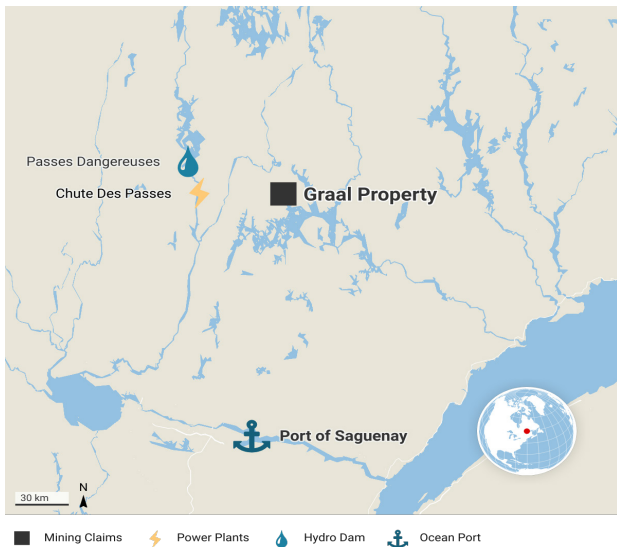 Passes Dangereuses
Chute Des Passes
Graal Property
Port of Saguenay
30 km
N
Mining Claims
Power Plants
Hydro Dam
Ocean Port